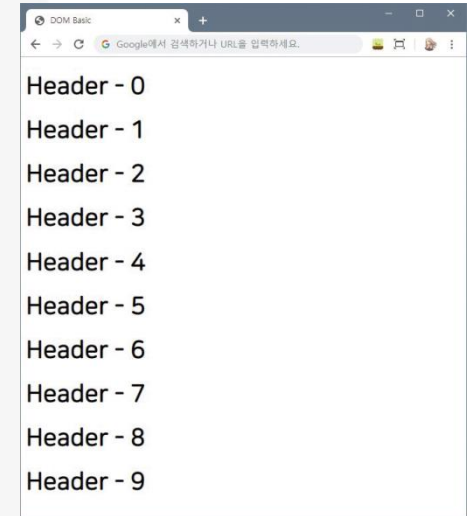 DOM Basic
Google에서 검색하거나 URL을 입력하세요.
Header - 0
Header - 1
Header - 2
Header - 3
Header - 4
Header - 5
Header - 6
Header - 7
Header - 8
Header - 9